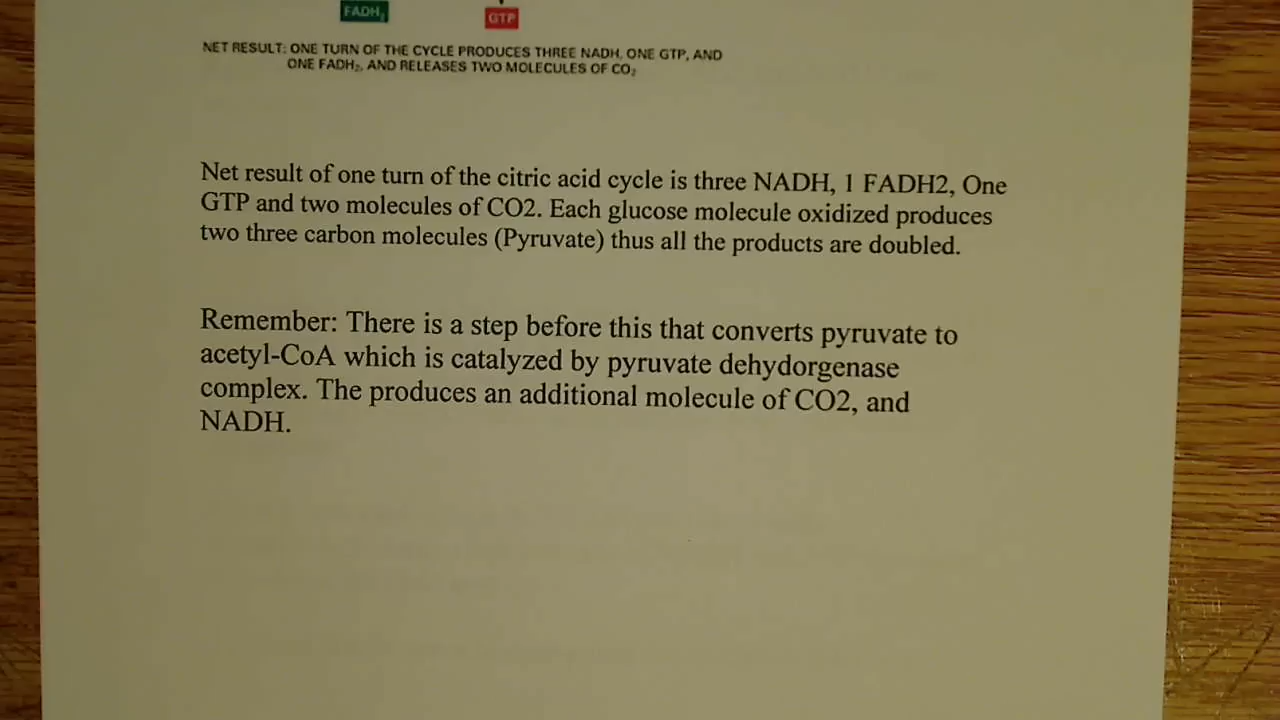 FADH₂
GTP
NET RESULT: ONE TURN OF THE CYCLE PRODUCES THREE NADH, ONE GTP, AND
ONE FADH₂, AND RELEASES TWO MOLECULES OF CO₂
Net result of one turn of the citric acid cycle is three NADH, 1 FADH2, One
GTP and two molecules of CO2. Each glucose molecule oxidized produces
two three carbon molecules (Pyruvate) thus all the products are doubled.
Remember: There is a step before this that converts pyruvate to
acetyl-CoA which is catalyzed by pyruvate dehydorgenase
complex. The produces an additional molecule of CO2, and
NADH.